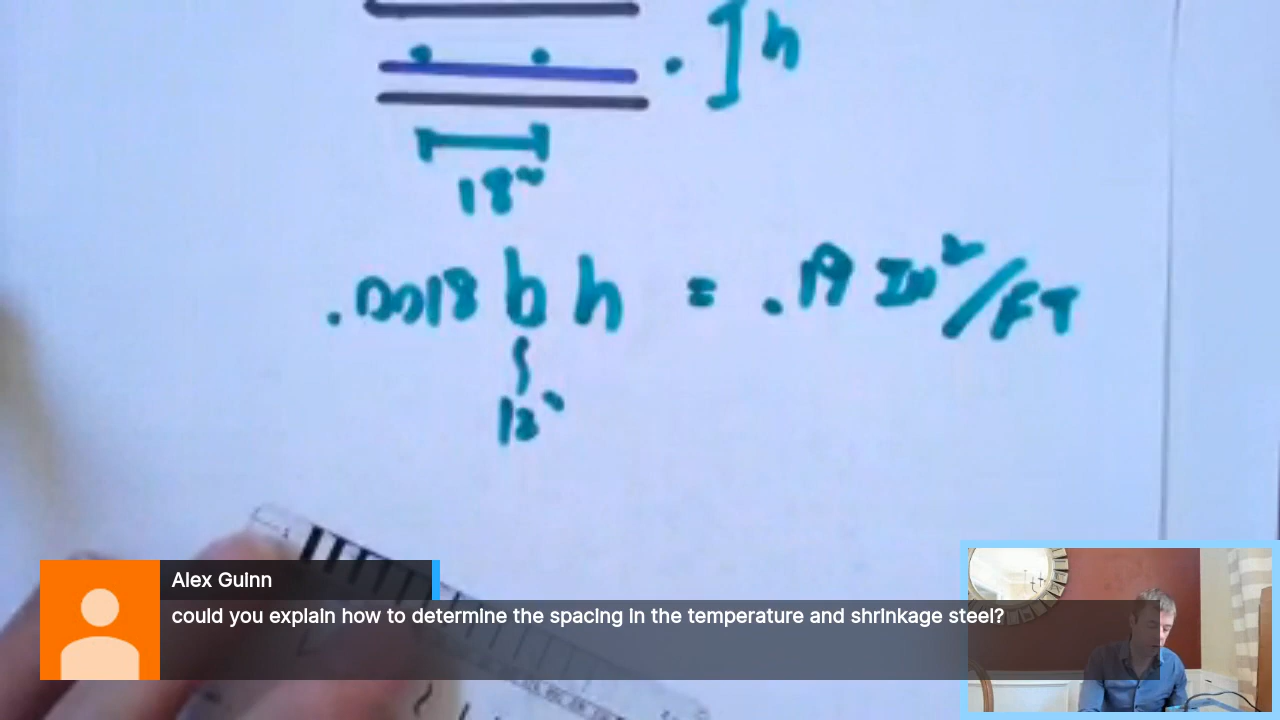 h
18"
.0018 b h = .19 IN²/FT
12"
Alex Guinn
could you explain how to determine the spacing in the temperature and shrinkage steel?